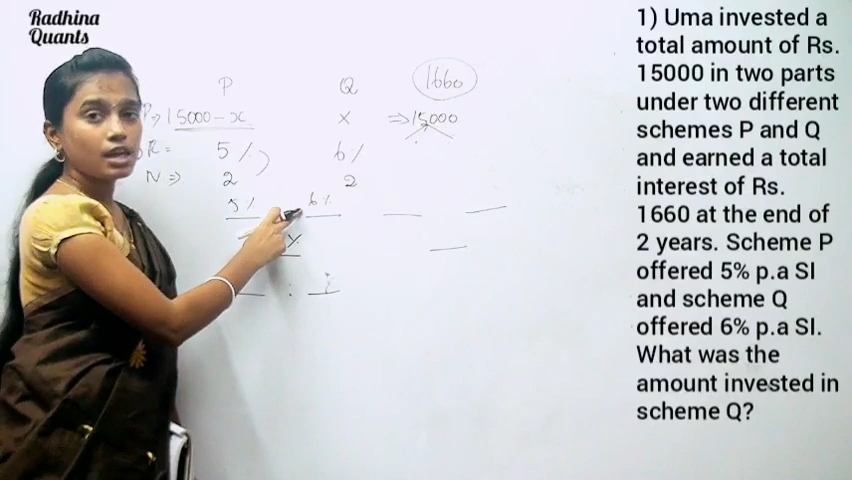 Radhina
Quants
P Q 1660
P => 15000 - x x => 15000
R = 5% 6%
N => 2 2
5% 6%
x
:
1) Uma invested a
total amount of Rs.
15000 in two parts
under two different
schemes P and Q
and earned a total
interest of Rs.
1660 at the end of
2 years. Scheme P
offered 5% p.a SI
and scheme Q
offered 6% p.a SI.
What was the
amount invested in
scheme Q?